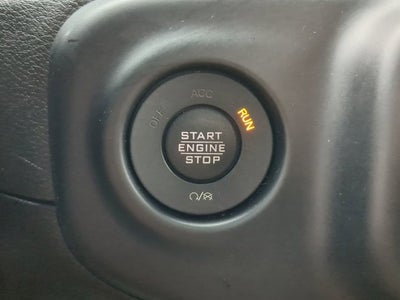 ACC
OFF
RUN
START
ENGINE
STOP